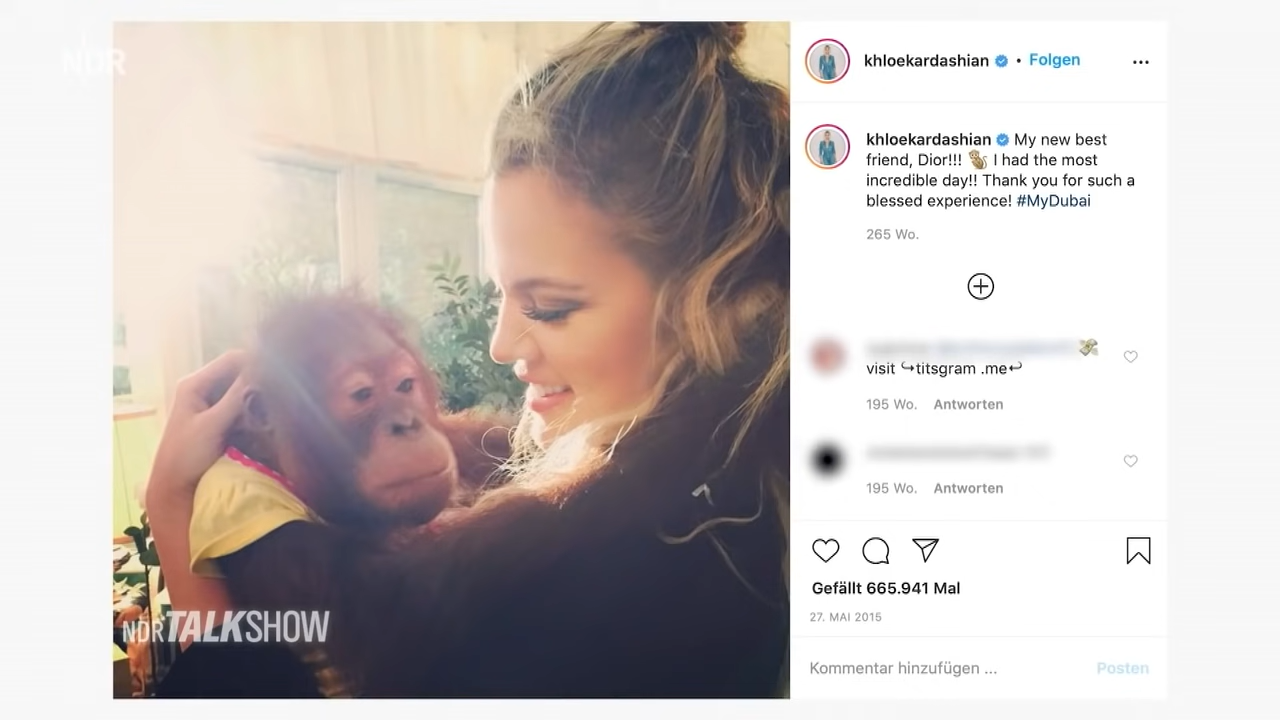 NDR
khloekardashian • Folgen
khloekardashian My new best
friend, Dior!!! 🐒 I had the most
incredible day!! Thank you for such a
blessed experience! #MyDubai
265 Wo.
visit ↪titsgram .me↩
195 Wo. Antworten
195 Wo. Antworten
Gefällt 665.941 Mal
27. MAI 2015
Kommentar hinzufügen ... Posten
NDR TALKSHOW